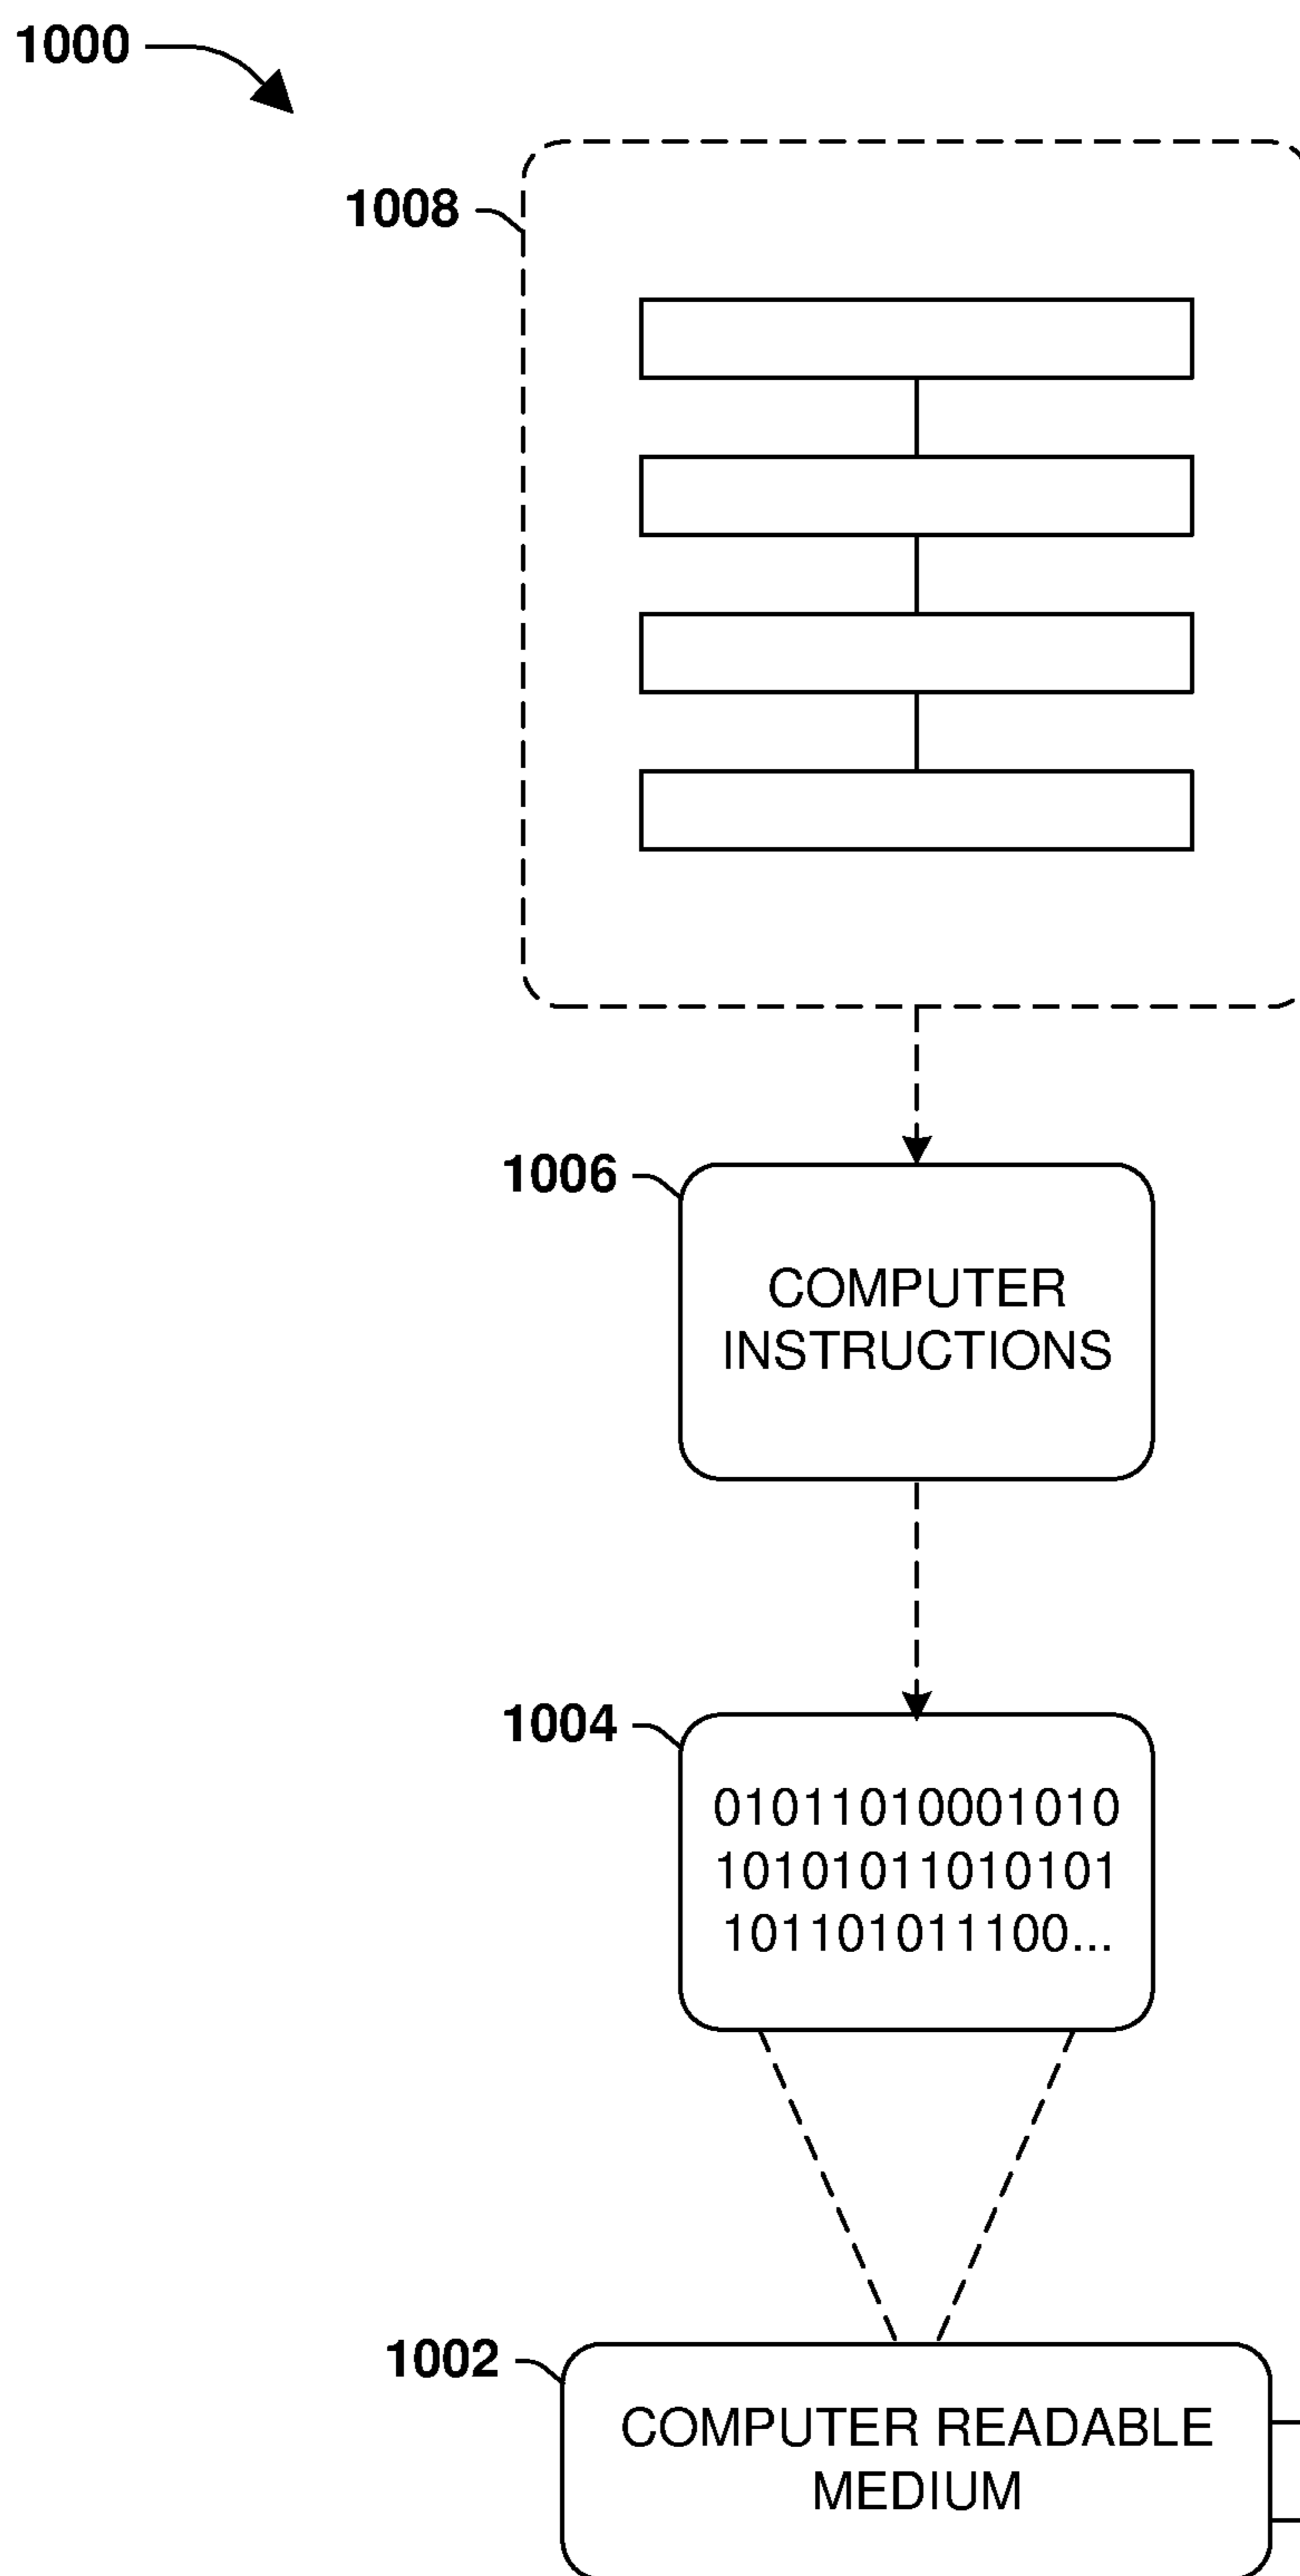 1000
1008
1006
COMPUTER
INSTRUCTIONS
1004
01011010001010
10101011010101
101101011100...
1002
COMPUTER READABLE
MEDIUM